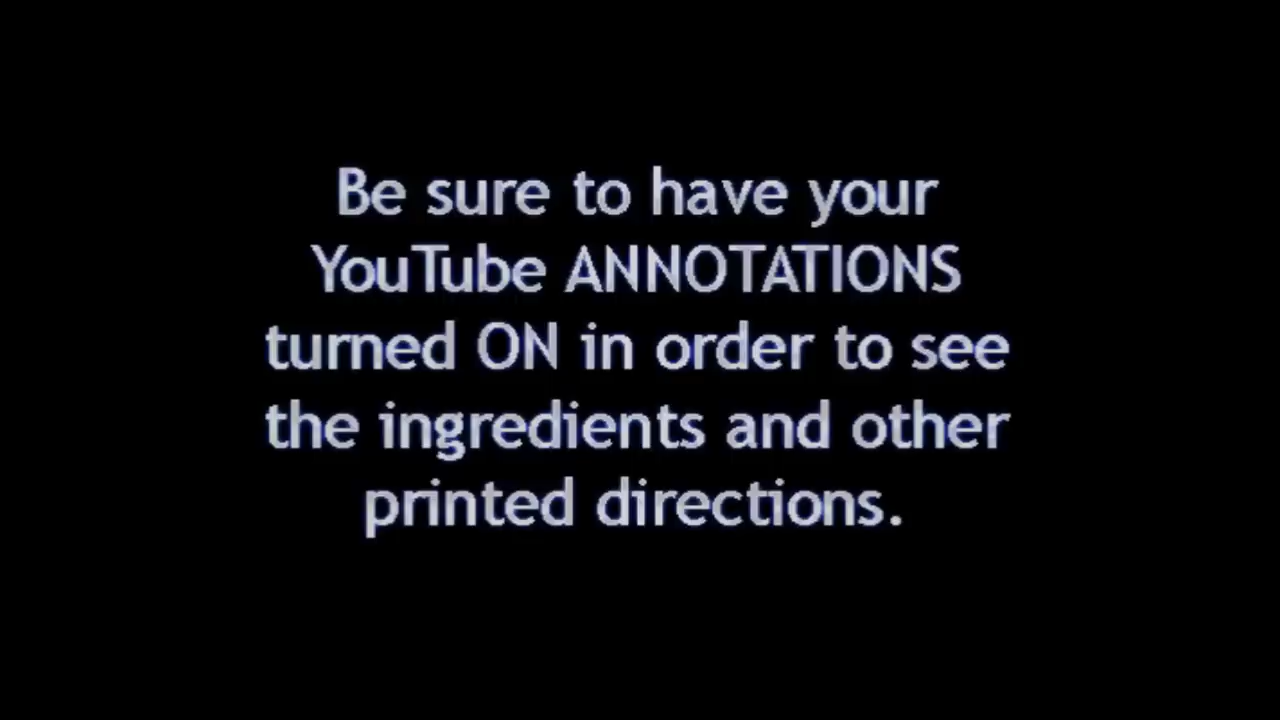 Be sure to have your
YouTube ANNOTATIONS
turned ON in order to see
the ingredients and other
printed directions.